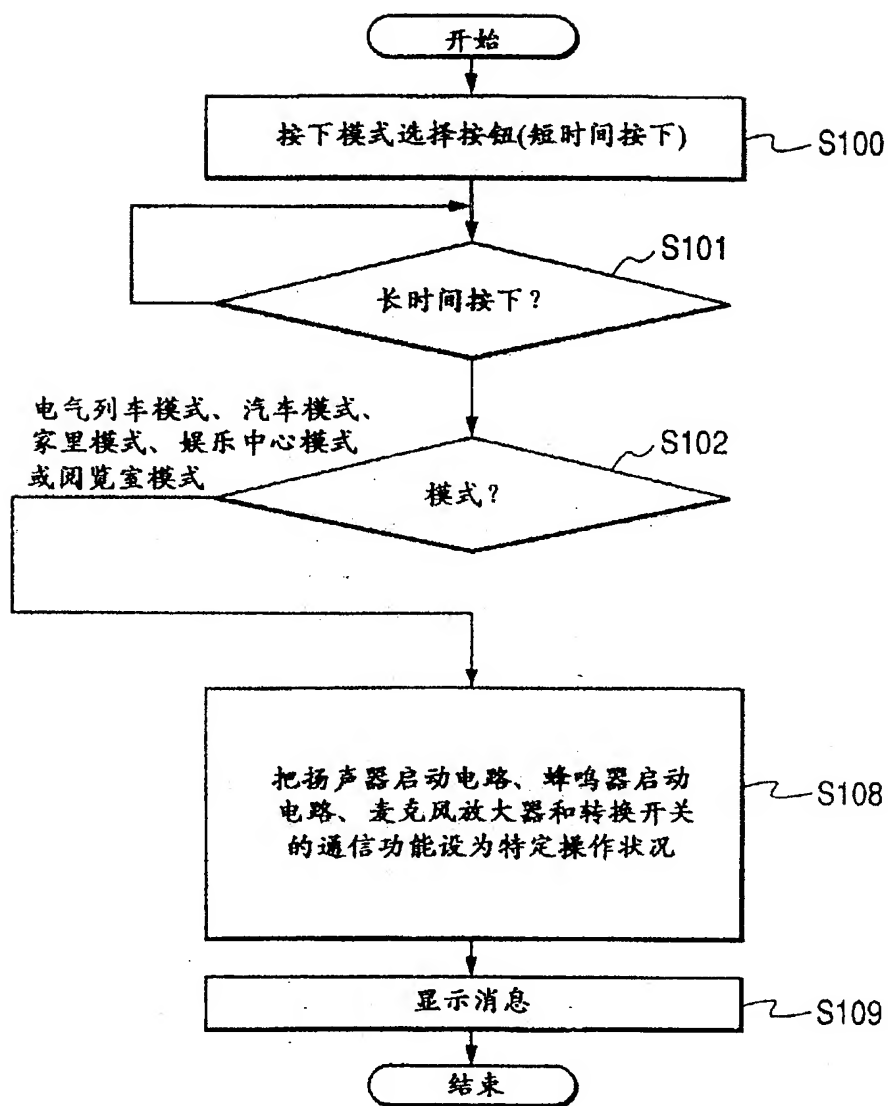 开始
按下模式选择按钮(短时间按下)
S100
S101
长时间按下？
电气列车模式、汽车模式、
家里模式、娱乐中心模式
或阅览室模式
S102
模式？
把扬声器启动电路、蜂鸣器启动
电路、麦克风放大器和转换开关
的通信功能设为特定操作状况
S108
显示消息
S109
结束